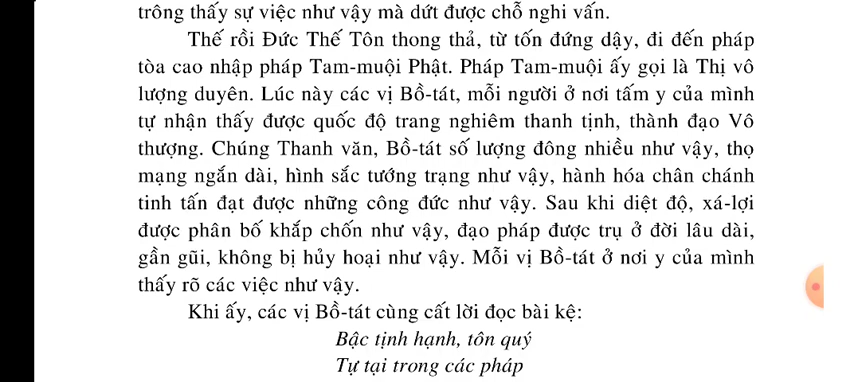 trông thấy sự việc như vậy mà dứt được chỗ nghi vấn.
Thế rồi Đức Thế Tôn thong thả, từ tốn đứng dậy, đi đến pháp
tòa cao nhập pháp Tam-muội Phật. Pháp Tam-muội ấy gọi là Thị vô
lượng duyên. Lúc này các vị Bồ-tát, mỗi người ở nơi tấm y của mình
tự nhận thấy được quốc độ trang nghiêm thanh tịnh, thành đạo Vô
thượng. Chúng Thanh văn, Bồ-tát số lượng đông nhiều như vậy, thọ
mạng ngắn dài, hình sắc tướng trạng như vậy, hành hóa chân chánh
tinh tấn đạt được những công đức như vậy. Sau khi diệt độ, xá-lợi
được phân bố khắp chốn như vậy, đạo pháp được trụ ở đời lâu dài,
gần gũi, không bị hủy hoại như vậy. Mỗi vị Bồ-tát ở nơi y của mình
thấy rõ các việc như vậy.
Khi ấy, các vị Bồ-tát cùng cất lời đọc bài kệ:
Bậc tịnh hạnh, tôn quý
Tự tại trong các pháp